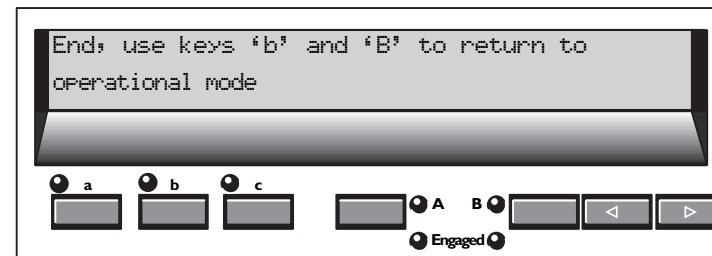 End, use keys ‘b’ and ‘B’ to return to
operational mode
a b c
A B
Engaged